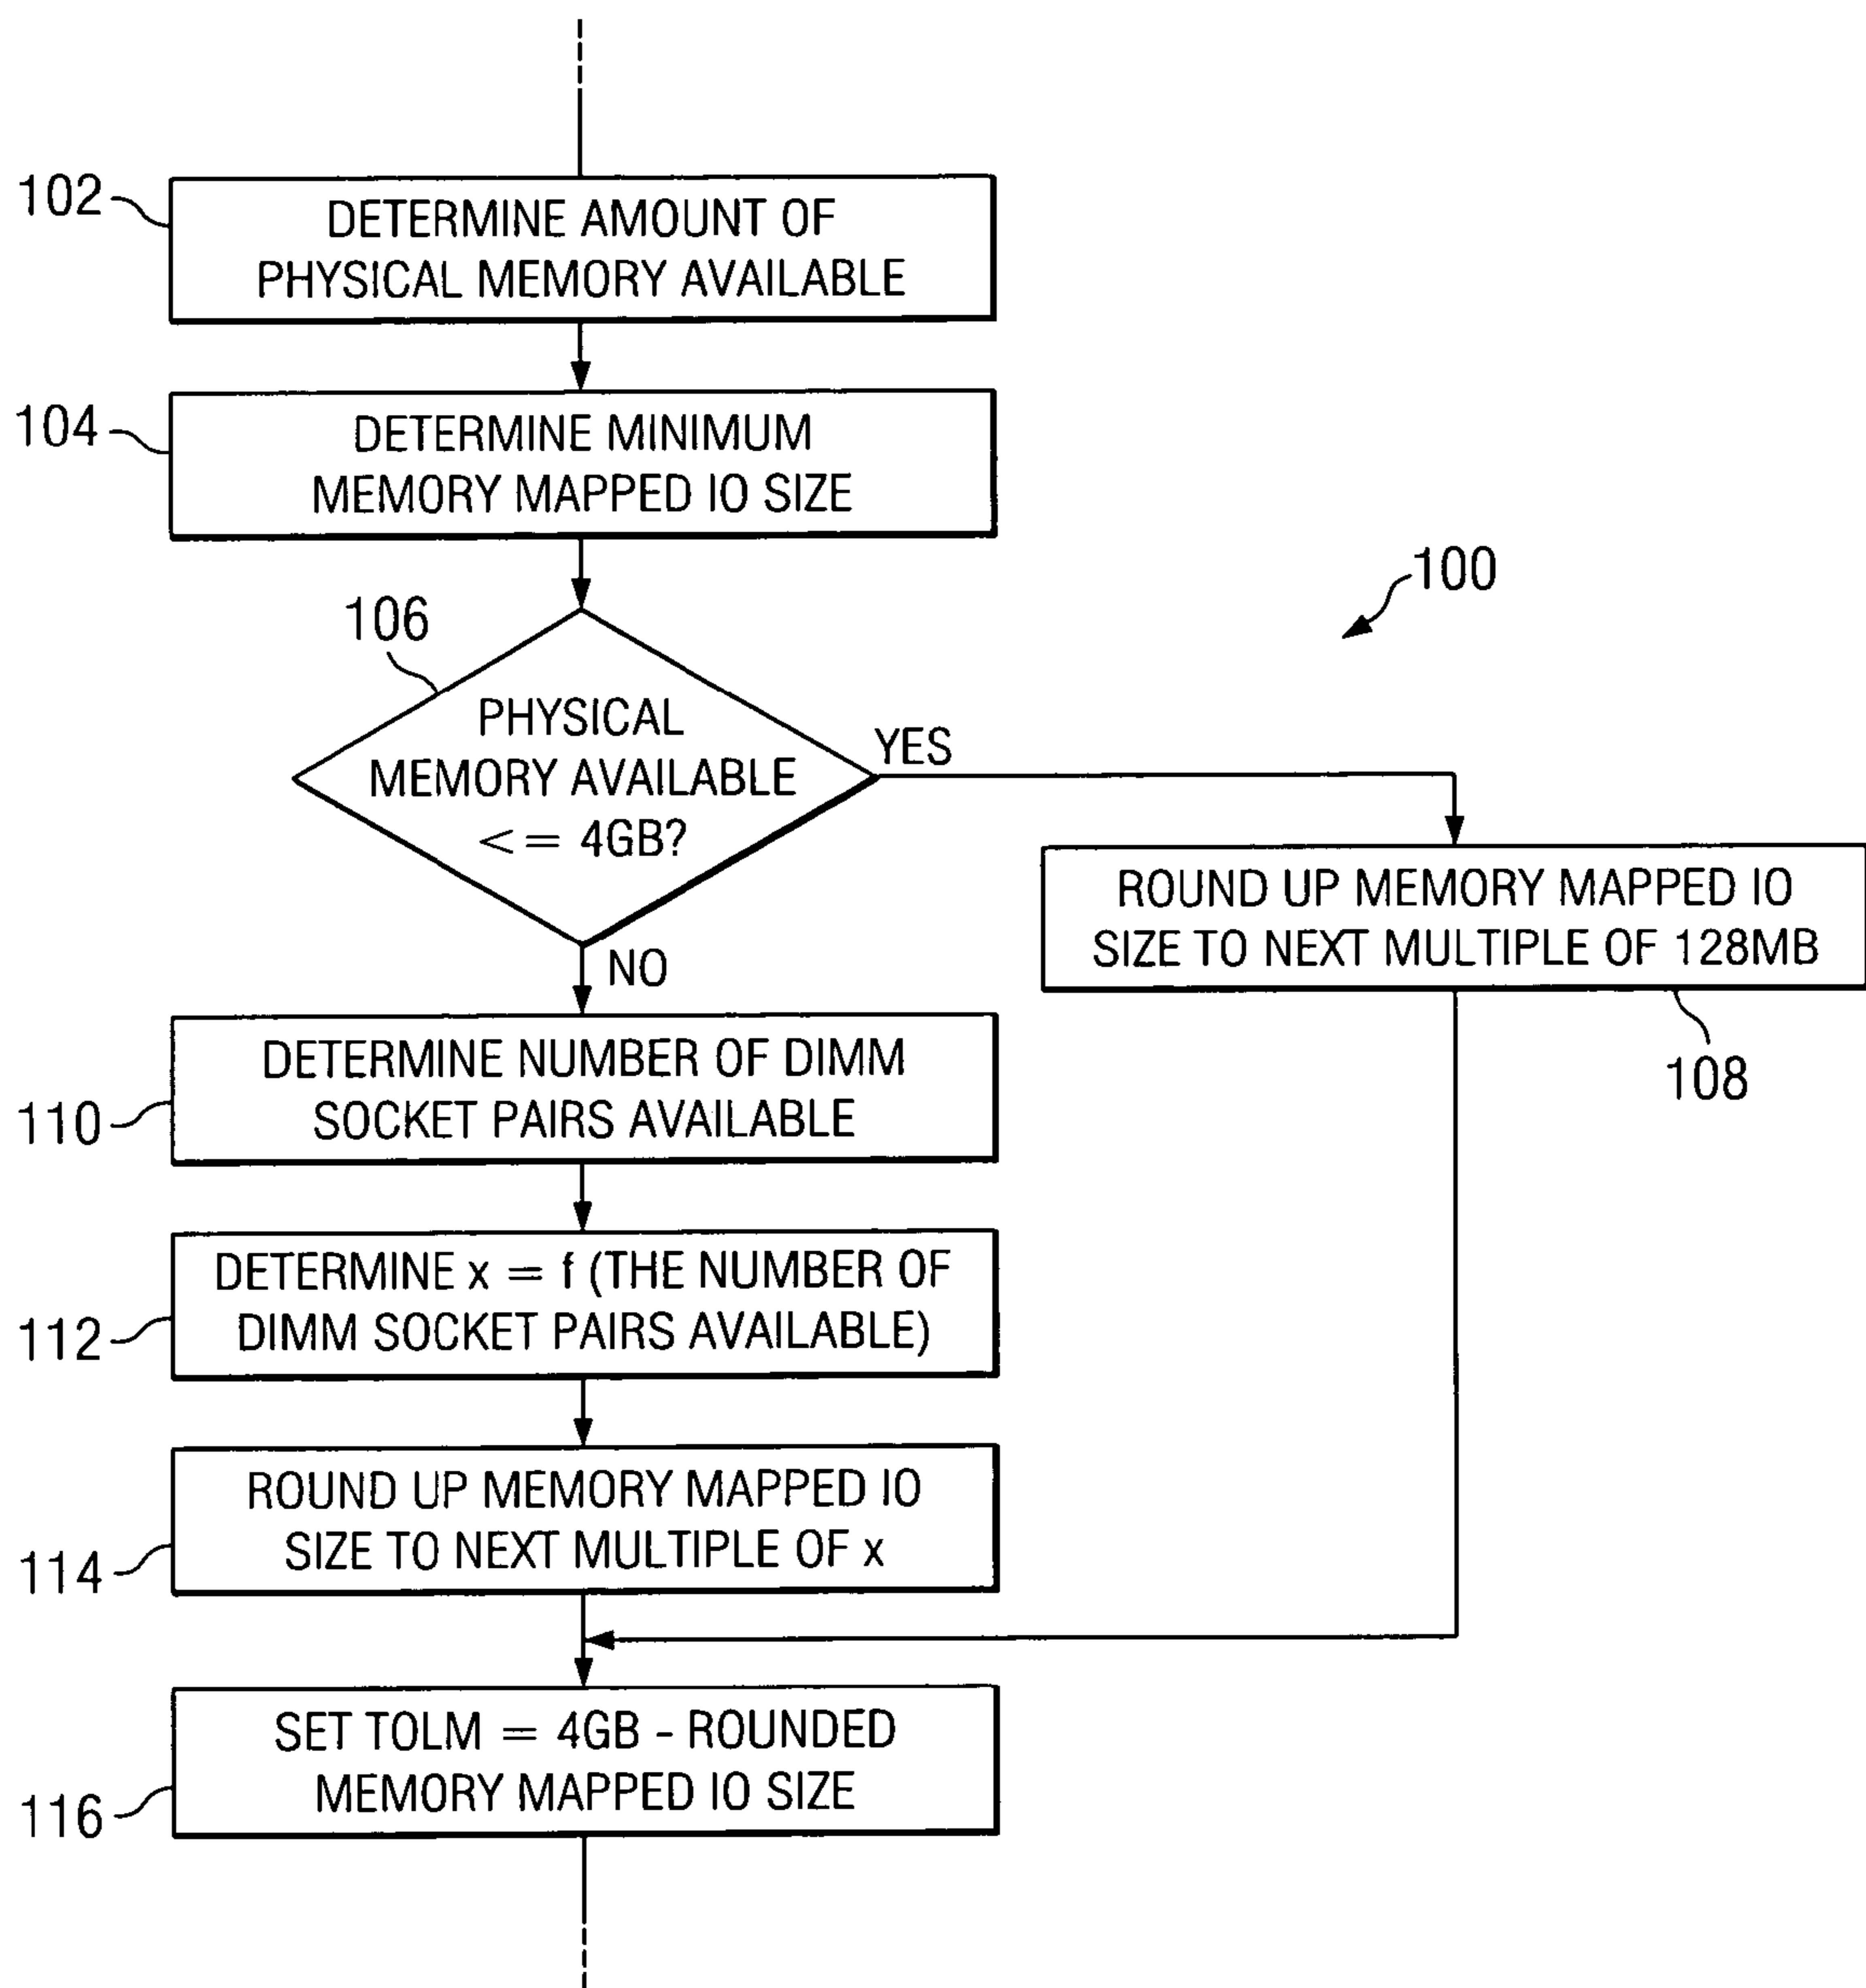 102
DETERMINE AMOUNT OF
PHYSICAL MEMORY AVAILABLE
104
DETERMINE MINIMUM
MEMORY MAPPED IO SIZE
100
106
PHYSICAL
MEMORY AVAILABLE
<= 4GB?
YES
NO
ROUND UP MEMORY MAPPED IO
SIZE TO NEXT MULTIPLE OF 128MB
108
110
DETERMINE NUMBER OF DIMM
SOCKET PAIRS AVAILABLE
112
DETERMINE x = f (THE NUMBER OF
DIMM SOCKET PAIRS AVAILABLE)
114
ROUND UP MEMORY MAPPED IO
SIZE TO NEXT MULTIPLE OF x
116
SET TOLM = 4GB - ROUNDED
MEMORY MAPPED IO SIZE